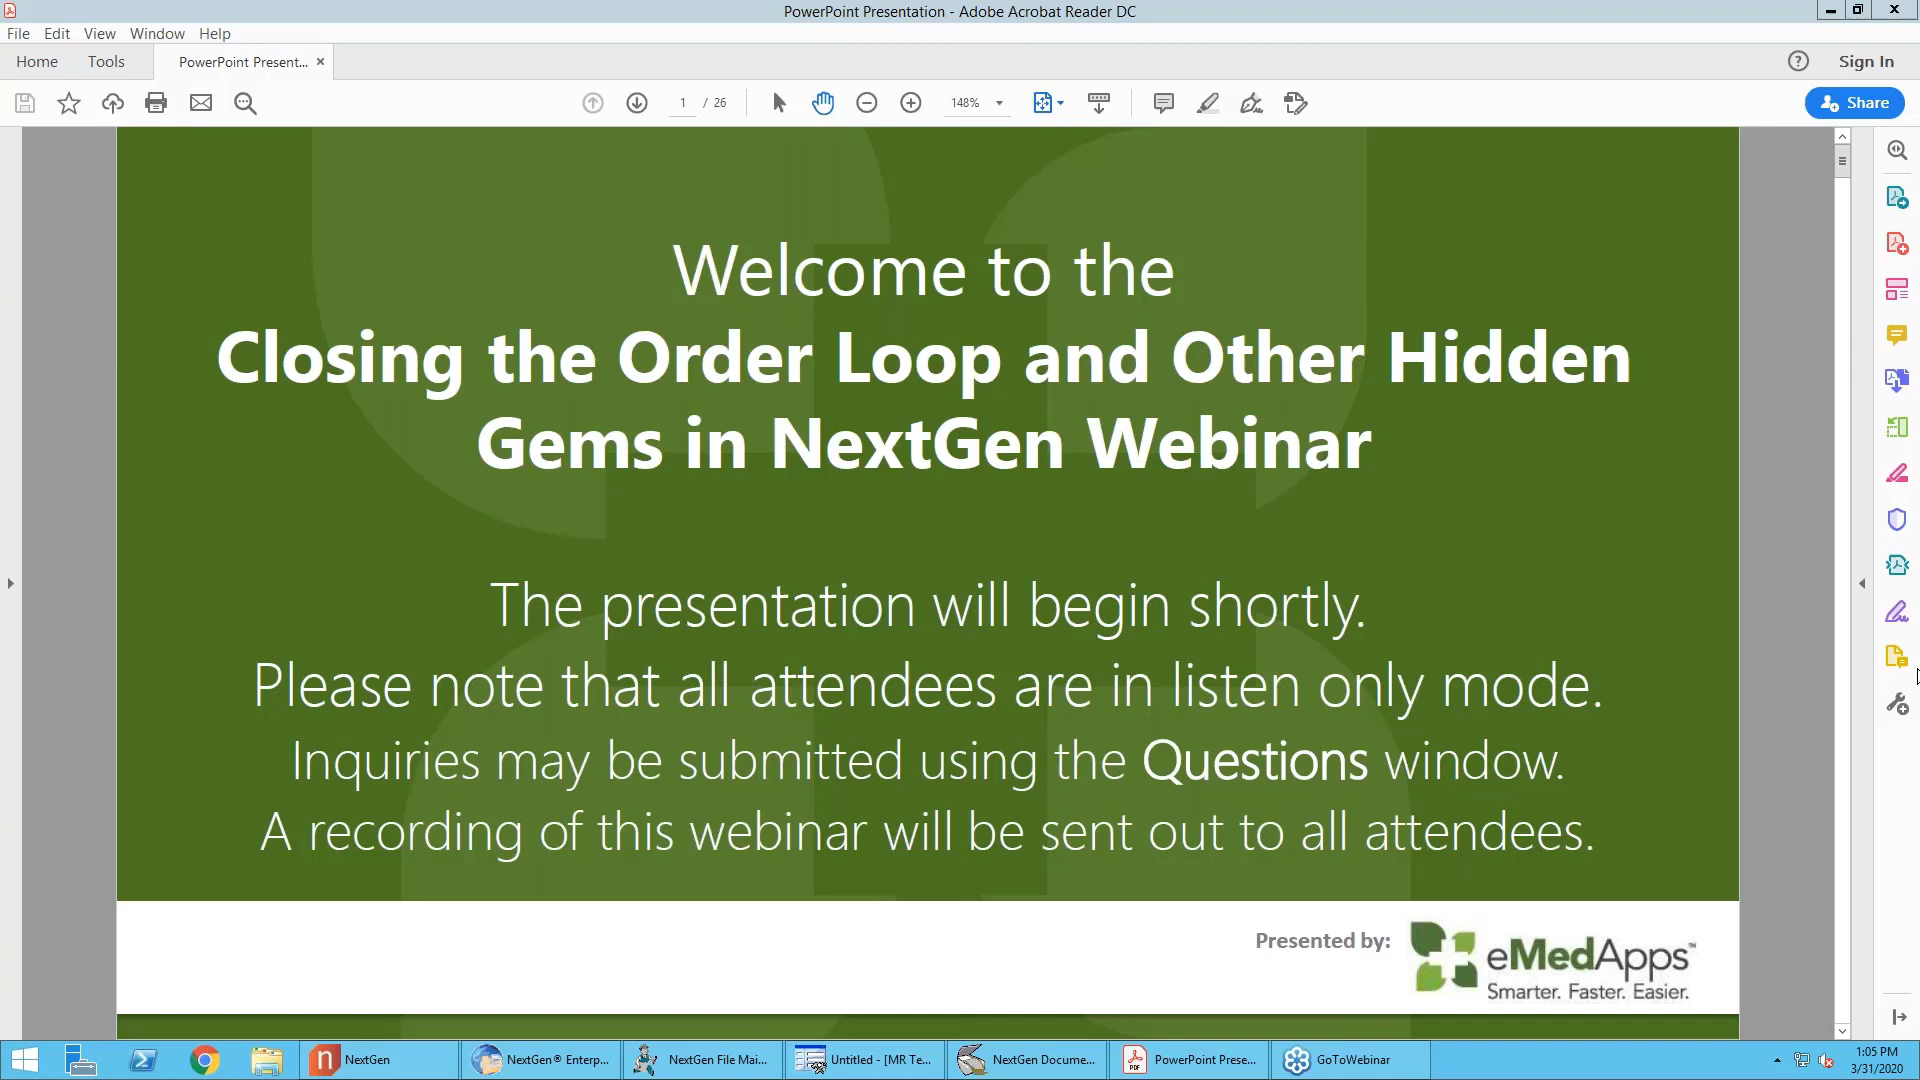 PowerPoint Presentation - Adobe Acrobat Reader DC
File Edit View Window Help
Home Tools PowerPoint Present... Sign In
1 / 26 148% Share
Welcome to the
Closing the Order Loop and Other Hidden
Gems in NextGen Webinar
The presentation will begin shortly.
Please note that all attendees are in listen only mode.
Inquiries may be submitted using the Questions window.
A recording of this webinar will be sent out to all attendees.
Presented by:
eMedApps™
Smarter. Faster. Easier.
NextGen NextGen® Enterp... NextGen File Mai... Untitled - [MR Te... NextGen Docume... PowerPoint Prese... GoToWebinar
1:05 PM
3/31/2020